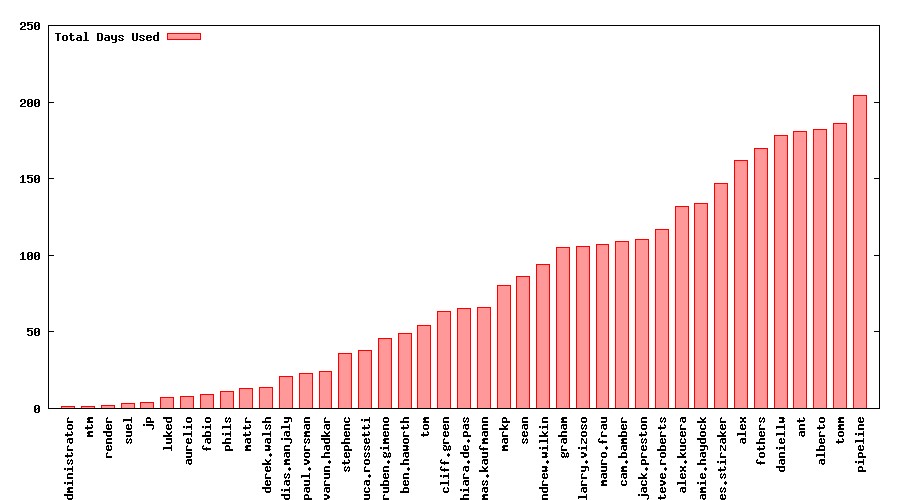 250
Total Days Used
200
150
100
50
0
dministrator
mtm
render
suel
jp
luked
aurelio
fabio
phils
mattr
derek.walsh
dias.manjaly
paul.vorsman
varun.hadkar
stephenc
uca.rossetti
ruben.gimeno
ben.haworth
tom
cliff.green
hiara.de.pas
mas.kaufmann
markp
sean
ndrew.wilkin
graham
larry.vizoso
mauro.frau
cam.bamber
jack.preston
teve.roberts
alex.kucera
amie.haydock
es.stirzaker
alex
fothers
daniellw
ant
alberto
tomm
pipeline